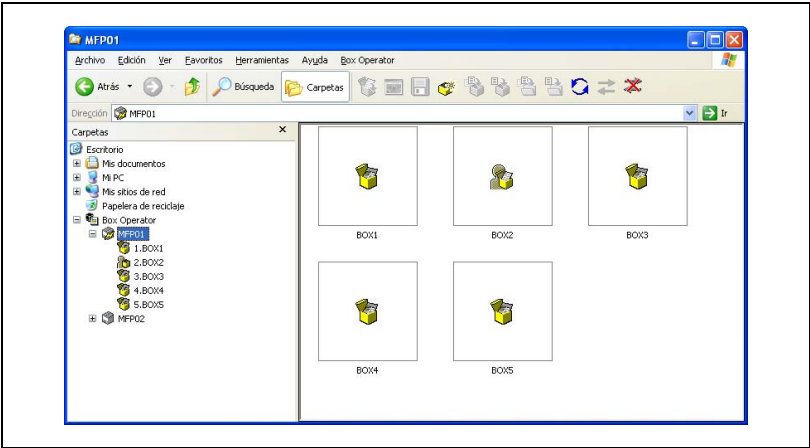 MFP01
Archivo Edición Ver Favoritos Herramientas Ayuda Box Operator
Atrás Búsqueda Carpetas
Dirección MFP01 Ir
Carpetas
Escritorio
Mis documentos
Mi PC
Mis sitios de red
Papelera de reciclaje
Box Operator
MFP01
1.BOX1
2.BOX2
3.BOX3
4.BOX4
5.BOX5
MFP02
BOX1 BOX2 BOX3
BOX4 BOX5